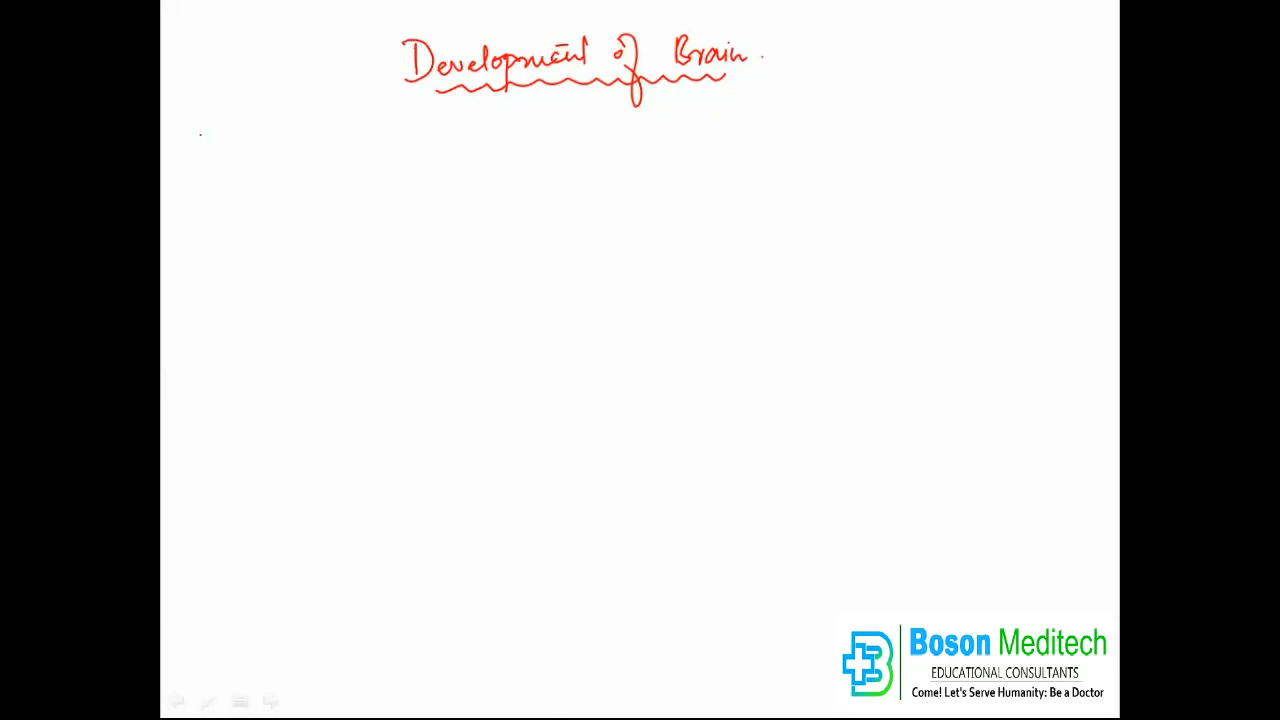 Development of Brain.
Boson Meditech
EDUCATIONAL CONSULTANTS
Come! Let's Serve Humanity: Be a Doctor